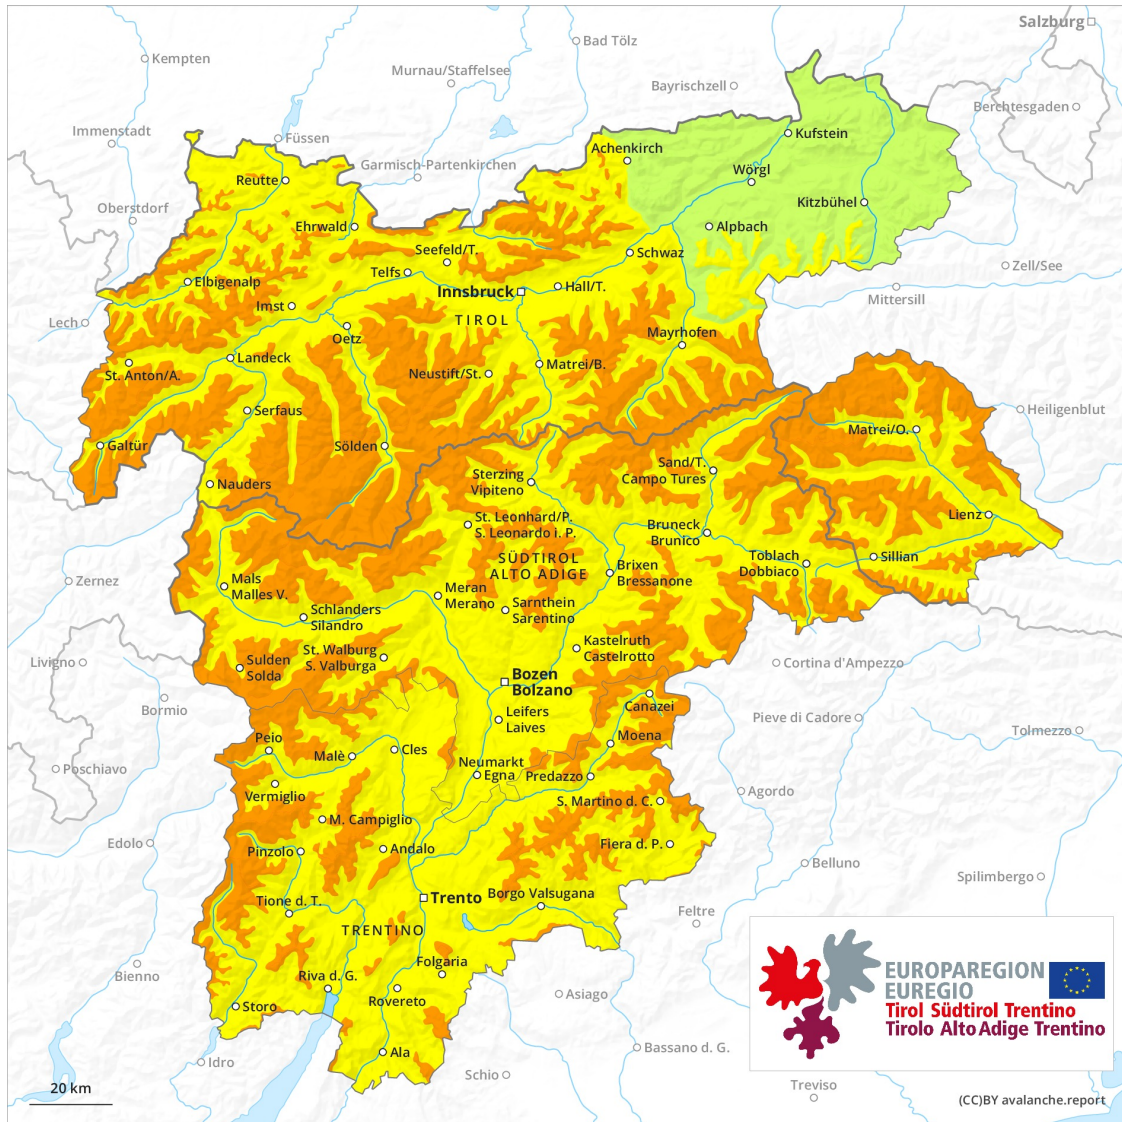 Salzburg
Bad Tölz
Kempten
Murnau/Staffelsee
Bayrischzell
Berchtesgaden
Immenstadt
Füssen
Kufstein
Achenkirch
Garmisch-Partenkirchen
Wörgl
Reutte
Kitzbühel
Oberstdorf
Ehrwald
Alpbach
Seefeld/T.
Schwaz
Telfs
Zell/See
Elbigenalp
Innsbruck
Hall/T.
Mittersill
Imst
TIROL
Lech
Oetz
Mayrhofen
Landeck
Matrei/B.
St. Anton/A.
Neustift/St.
Serfaus
Heiligenblut
Matrei/O.
Galtür
Sölden
Sand/T.
Campo Tures
Sterzing
Vipiteno
Nauders
Lienz
St. Leonhard/P.
S. Leonardo i. P.
Bruneck
Brunico
SÜDTIROL
ALTO ADIGE
Toblach
Dobbiaco
Sillian
Brixen
Bressanone
Zernez
Mals
Malles V.
Meran
Merano
Schlanders
Silandro
Sarnthein
Sarentino
Kastelruth
Castelrotto
St. Walburg
S. Valburga
Livigno
Sulden
Solda
Cortina d'Ampezzo
Bozen
Bolzano
Canazei
Bormio
Leifers
Laives
Pieve di Cadore
Tolmezzo
Moena
Peio
Cles
Malè
Neumarkt
Egna
Poschiavo
Predazzo
Vermiglio
Agordo
S. Martino d. C.
M. Campiglio
Edolo
Pinzolo
Andalo
Fiera d. P.
Belluno
Spilimbergo
Tione d. T.
Trento
Borgo Valsugana
Feltre
TRENTINO
Folgaria
Bienno
Riva d. G.
Rovereto
Asiago
Storo
Ala
Bassano d. G.
Idro
Schio
Treviso
EUROPAREGION
EUREGIO
Tirol Südtirol Trentino
Tirolo Alto Adige Trentino
20 km
(CC)BY avalanche.report